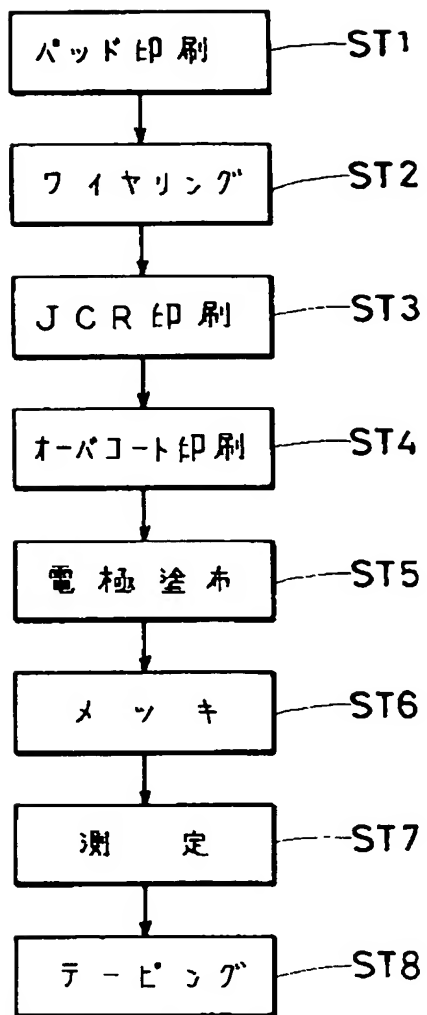 パッド印刷 ST1
ワイヤリング ST2
JCR印刷 ST3
オーバコート印刷 ST4
電極塗布 ST5
メツキ ST6
測定 ST7
テーピング ST8